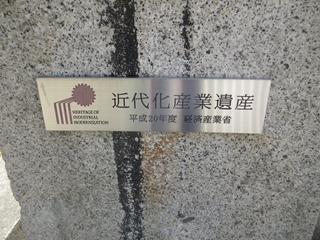 近代化産業遺産
平成20年度 経済産業省
HERITAGE OF
INDUSTRIAL
MODERNIZATION